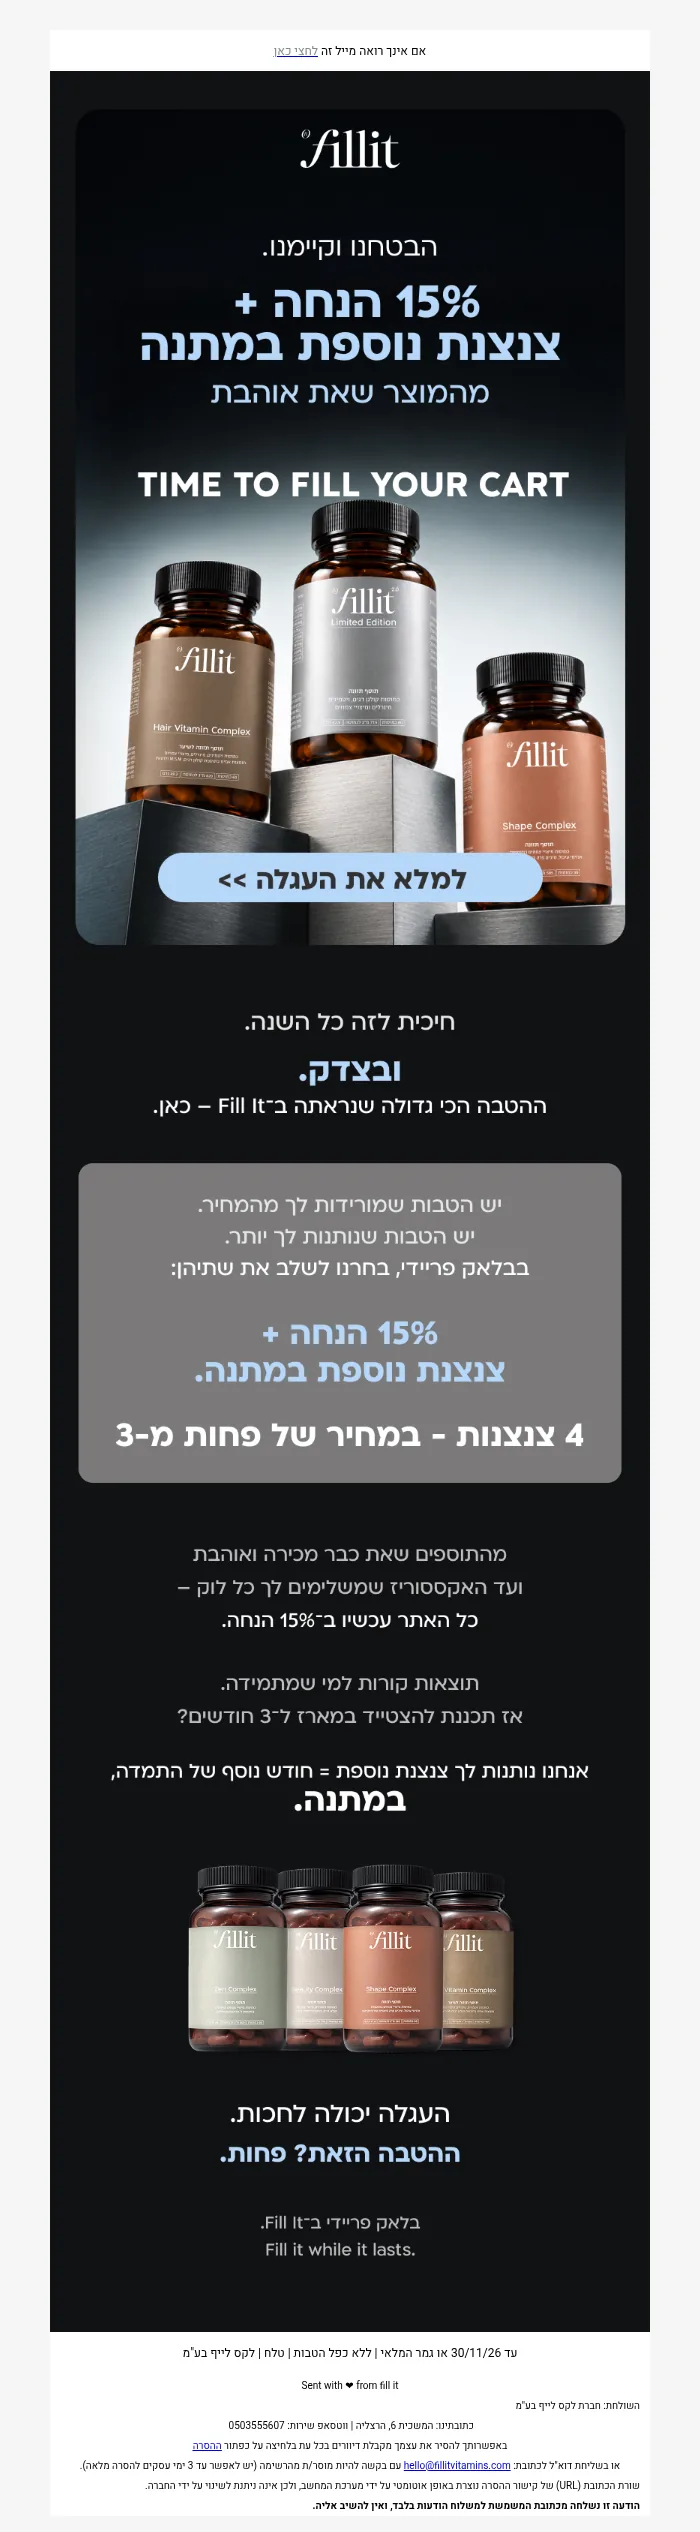 אם אינך רואה מייל זה לחצי כאן
fillit
הבטחנו וקיימנו.
15% הנחה +
צנצנת נוספת במתנה
מהמוצר שאת אוהבת
TIME TO FILL YOUR CART
fillit
Limited Edition
תוסף תזונה
fillit
Hair Vitamin Complex
תוסף תזונה לשיער
fillit
Shape Complex
תוסף תזונה
למלא את העגלה >>
חיכית לזה כל השנה.
ובצדק.
ההטבה הכי גדולה שנראתה ב־Fill It – כאן.
יש הטבות שמורידות לך מהמחיר.
יש הטבות שנותנות לך יותר.
בבלאק פריידי, בחרנו לשלב את שתיהן:
15% הנחה +
צנצנת נוספת במתנה.
4 צנצנות - במחיר של פחות מ-3
מהתוספים שאת כבר מכירה ואוהבת
ועד האקססוריז שמשלימים לך כל לוק –
כל האתר עכשיו ב־15% הנחה.
תוצאות קורות למי שמתמידה.
אז תכננת להצטייד במארז ל־3 חודשים?
אנחנו נותנות לך צנצנת נוספת = חודש נוסף של התמדה,
במתנה.
fillit
Zen Complex
fillit
fillit
Shape Complex
fillit
Vitamin Complex
העגלה יכולה לחכות.
ההטבה הזאת? פחות.
בלאק פריידי ב־Fill It.
Fill it while it lasts.
עד 30/11/26 או גמר המלאי | ללא כפל הטבות | טלח | לקס לייף בע"מ
Sent with ❤ from fill it
השולחת: חברת לקס לייף בע"מ
כתובתינו: המשכית 6, הרצליה | ווטסאפ שירות: 0503555607
באפשרותך להסיר את עצמך מקבלת דיוורים בכל עת בלחיצה על כפתור ההסרה
או בשליחת דוא"ל לכתובת: hello@fillitvitamins.com עם בקשה להיות מוסר/ת מהרשימה (יש לאפשר עד 3 ימי עסקים להסרה מלאה).
שורת הכתובת (URL) של קישור ההסרה נוצרת באופן אוטומטי על ידי מערכת המחשב, ולכן אינה ניתנת לשינוי על ידי החברה.
הודעה זו נשלחה מכתובת המשמשת למשלוח הודעות בלבד, ואין להשיב אליה.